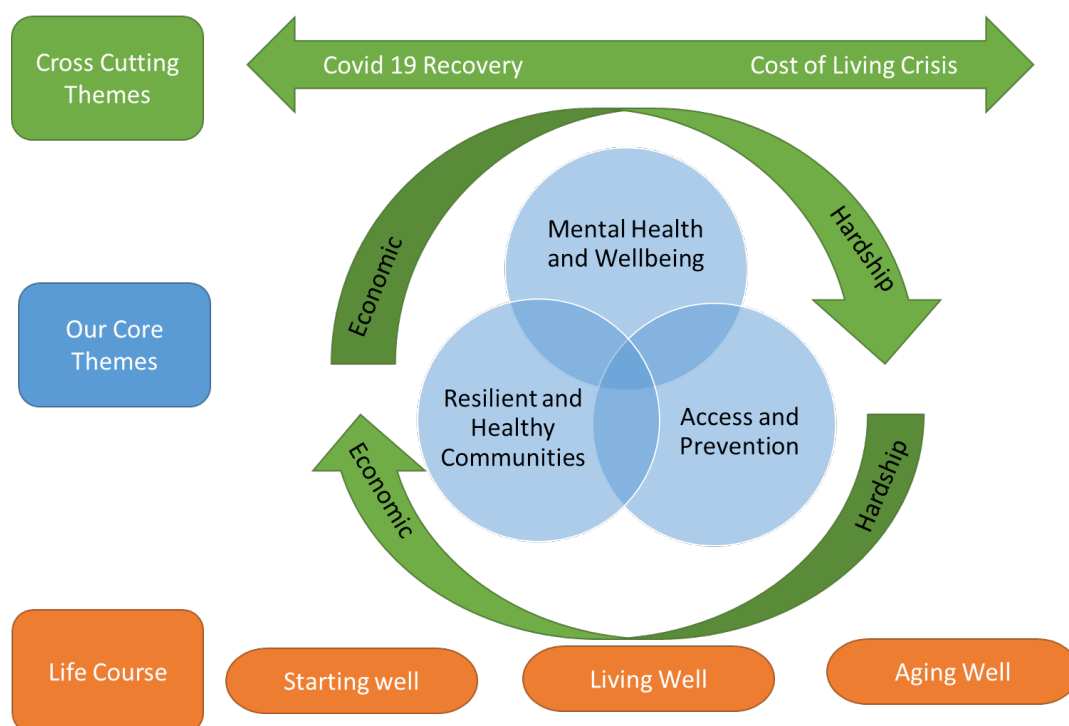 Cross Cutting
Themes
Covid 19 Recovery
Cost of Living Crisis
Economic
Hardship
Mental Health
and Wellbeing
Our Core
Themes
Resilient and
Healthy
Communities
Access and
Prevention
Economic
Hardship
Life Course
Starting well
Living Well
Aging Well